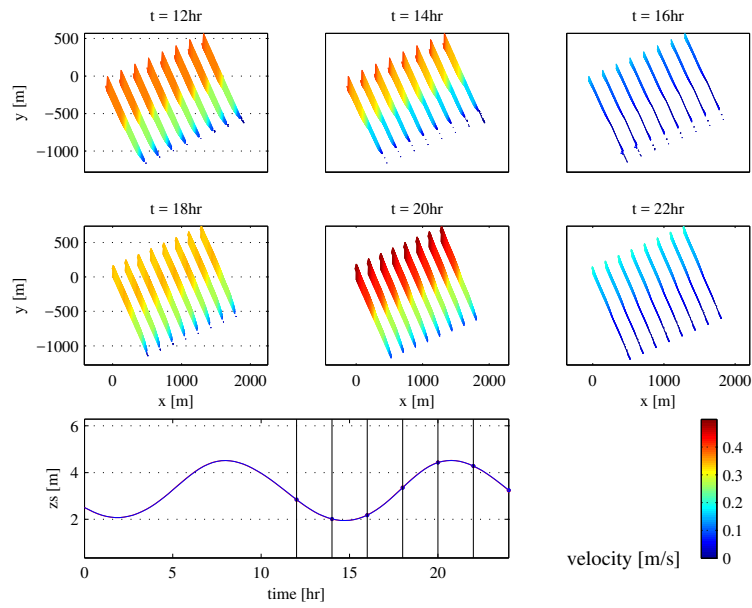 t = 12hr
t = 14hr
t = 16hr
500
0
−500
−1000
y [m]
t = 18hr
t = 20hr
t = 22hr
500
0
−500
−1000
y [m]
0 1000 2000
0 1000 2000
0 1000 2000
x [m]
x [m]
x [m]
6
4
2
zs [m]
0 5 10 15 20
time [hr]
0.4
0.3
0.2
0.1
0
velocity [m/s]